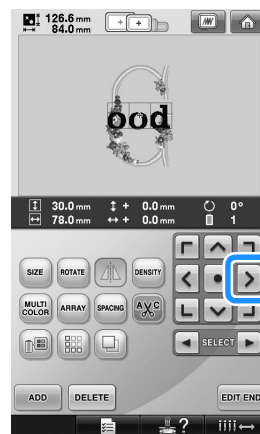 126.6 mm
84.0 mm
ood
30.0 mm + 0.0 mm 0°
78.0 mm + 0.0 mm 1
SIZE ROTATE DENSITY
MULTI COLOR ARRAY SPACING A C
SELECT
ADD DELETE EDIT END
?